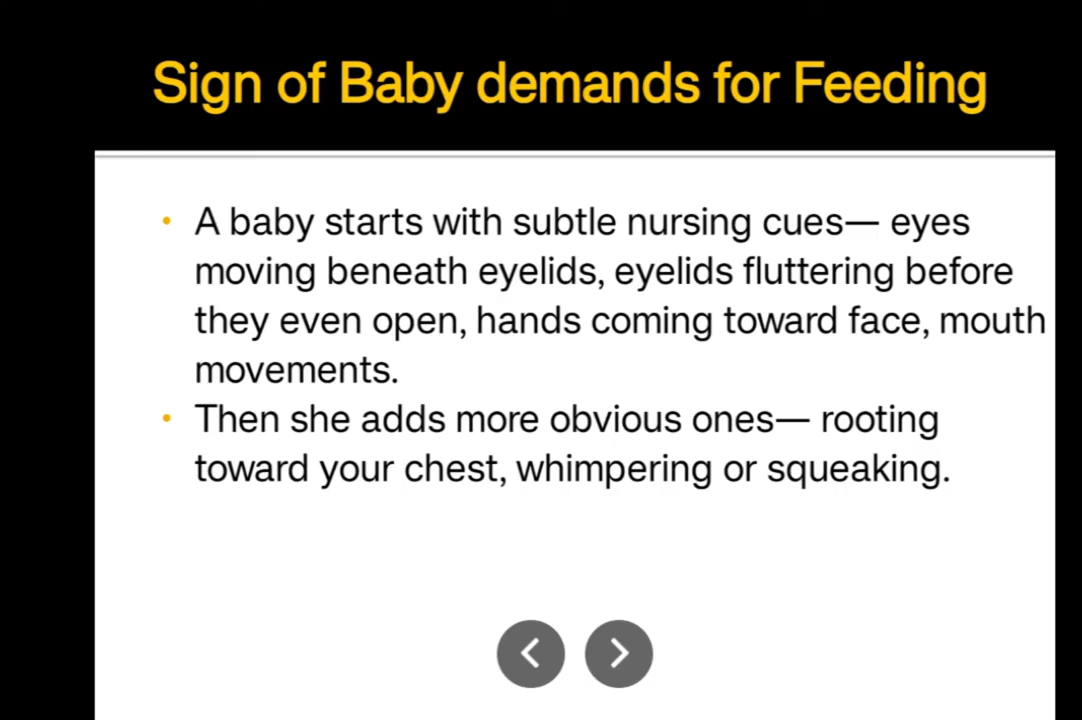 Sign of Baby demands for Feeding
• A baby starts with subtle nursing cues— eyes
moving beneath eyelids, eyelids fluttering before
they even open, hands coming toward face, mouth
movements.
• Then she adds more obvious ones— rooting
toward your chest, whimpering or squeaking.